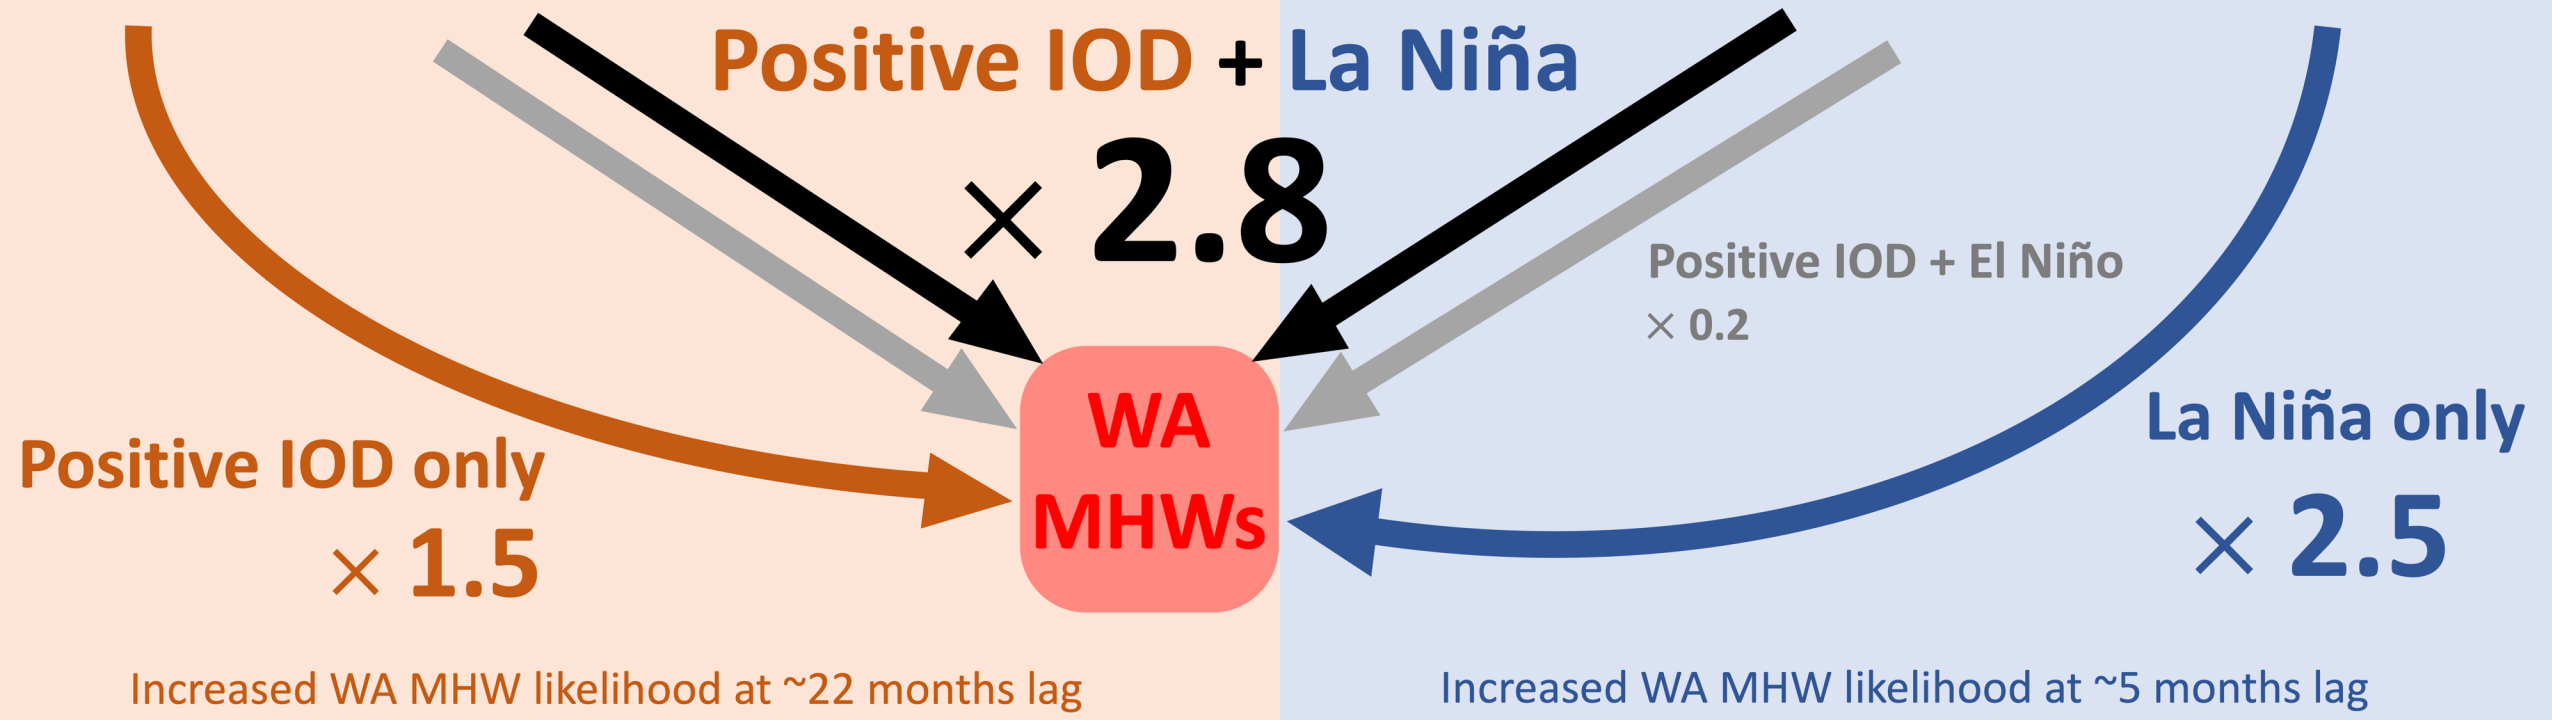 Positive IOD + La Niña
× 2.8
Positive IOD + El Niño
× 0.2
WA
MHWs
Positive IOD only
× 1.5
La Niña only
× 2.5
Increased WA MHW likelihood at ~22 months lag
Increased WA MHW likelihood at ~5 months lag